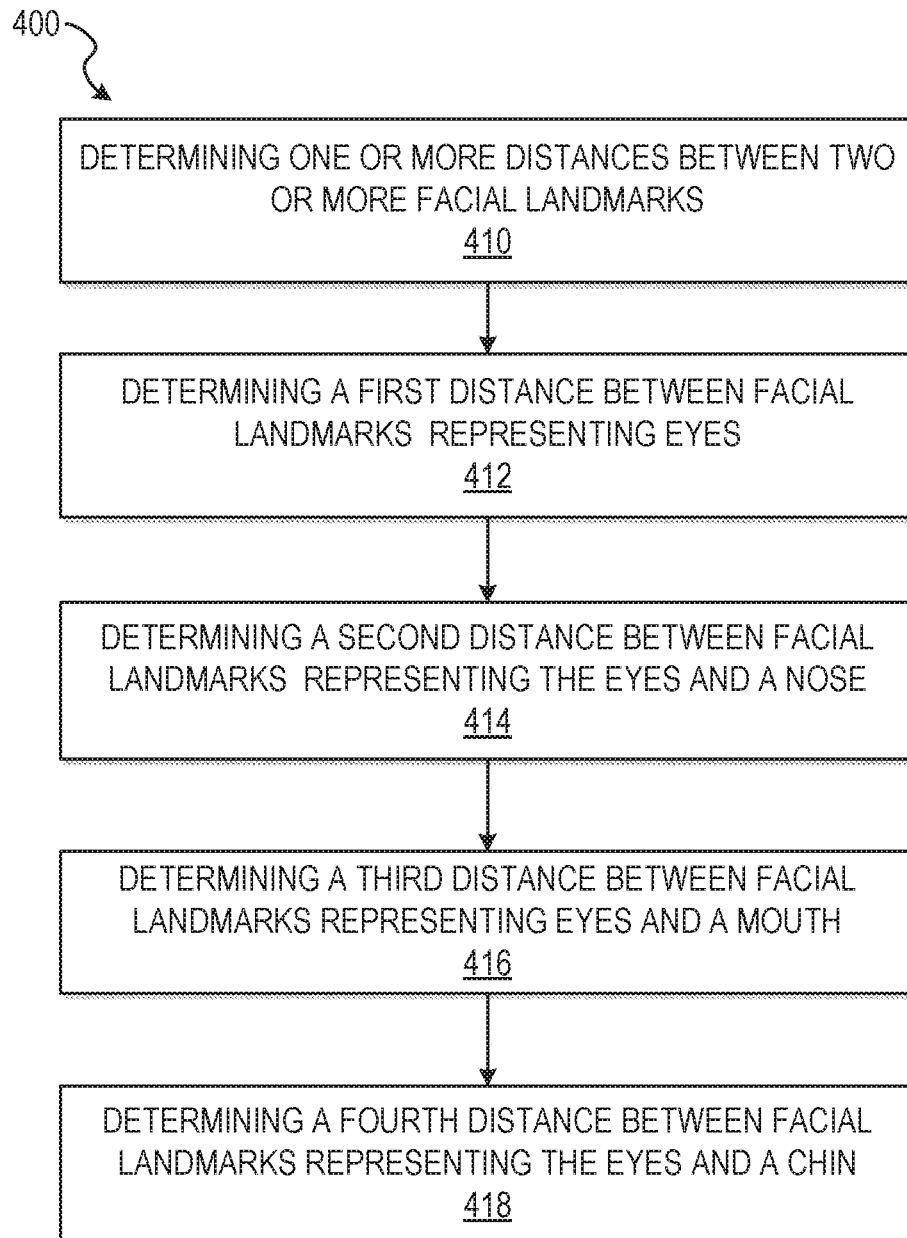 400
DETERMINING ONE OR MORE DISTANCES BETWEEN TWO
OR MORE FACIAL LANDMARKS
410
DETERMINING A FIRST DISTANCE BETWEEN FACIAL
LANDMARKS REPRESENTING EYES
412
DETERMINING A SECOND DISTANCE BETWEEN FACIAL
LANDMARKS REPRESENTING THE EYES AND A NOSE
414
DETERMINING A THIRD DISTANCE BETWEEN FACIAL
LANDMARKS REPRESENTING EYES AND A MOUTH
416
DETERMINING A FOURTH DISTANCE BETWEEN FACIAL
LANDMARKS REPRESENTING THE EYES AND A CHIN
418